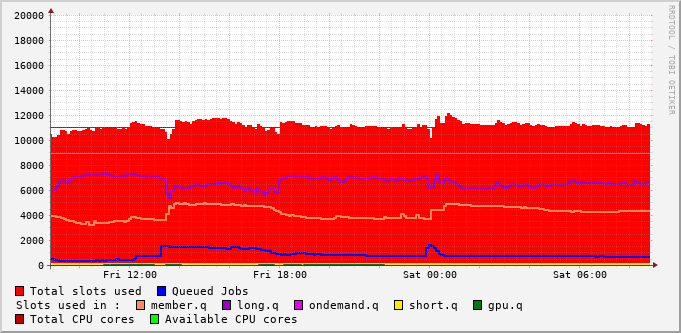 20000
18000
16000
14000
12000
10000
8000
6000
4000
2000
0
Fri 12:00 Fri 18:00 Sat 00:00 Sat 06:00
RRDTOOL / TOBI OETIKER
Total slots used Queued Jobs
Slots used in : member.q long.q ondemand.q short.q gpu.q
Total CPU cores Available CPU cores